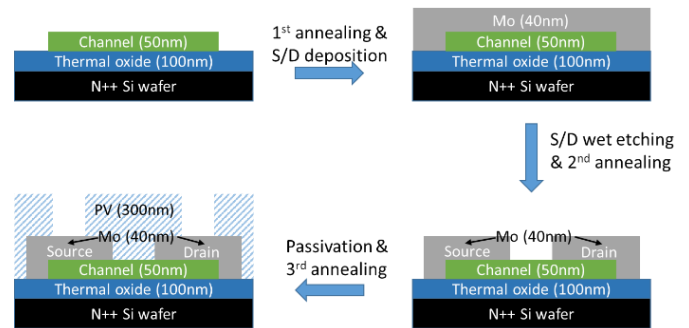 Channel (50nm)
Thermal oxide (100nm)
N++ Si wafer
1st annealing &
S/D deposition
Mo (40nm)
Channel (50nm)
Thermal oxide (100nm)
N++ Si wafer
S/D wet etching
& 2nd annealing
PV (300nm)
Mo (40nm)
Source Drain
Channel (50nm)
Thermal oxide (100nm)
N++ Si wafer
Passivation &
3rd annealing
Mo (40nm)
Source Drain
Channel (50nm)
Thermal oxide (100nm)
N++ Si wafer